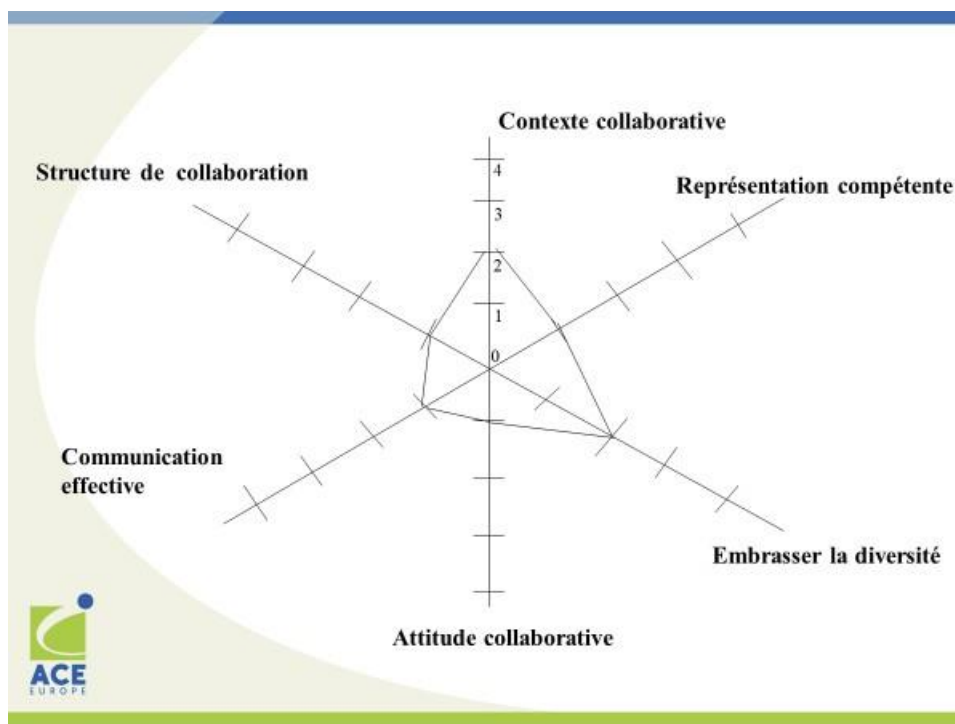 Contexte collaborative
Structure de collaboration
Représentation compétente
4
3
2
1
0
Communication
effective
Embrasser la diversité
Attitude collaborative
ACE
EUROPE